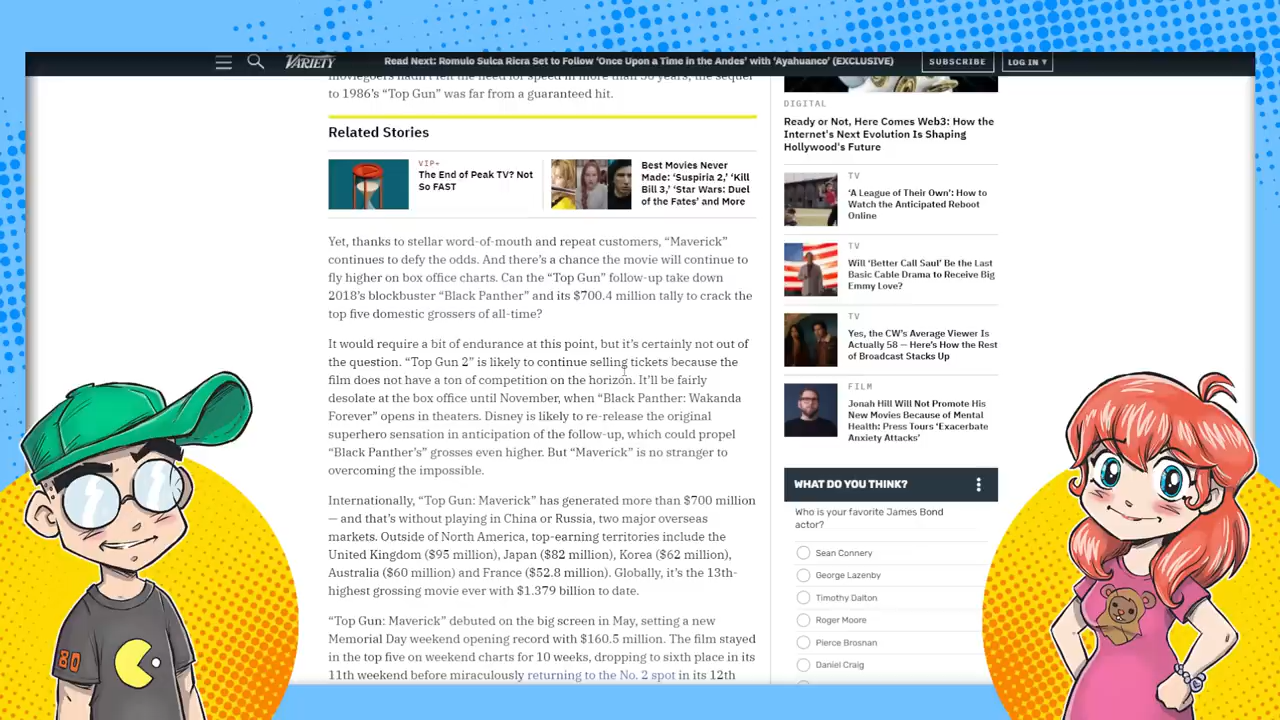 VARIETY
Read Next: Romulo Sulca Ricra Set to Follow ‘Once Upon a Time in the Andes’ with ‘Ayahuanco’ (EXCLUSIVE)
SUBSCRIBE
LOG IN ▾
moviegoers hadn’t felt the need for speed in more than 30 years, the sequel
to 1986’s “Top Gun” was far from a guaranteed hit.
Related Stories
VIP+
The End of Peak TV? Not
So FAST
Best Movies Never
Made: ‘Suspiria 2,’ ‘Kill
Bill 3,’ ‘Star Wars: Duel
of the Fates’ and More
Yet, thanks to stellar word-of-mouth and repeat customers, “Maverick”
continues to defy the odds. And there’s a chance the movie will continue to
fly higher on box office charts. Can the “Top Gun” follow-up take down
2018’s blockbuster “Black Panther” and its $700.4 million tally to crack the
top five domestic grossers of all-time?
It would require a bit of endurance at this point, but it’s certainly not out of
the question. “Top Gun 2” is likely to continue selling tickets because the
film does not have a ton of competition on the horizon. It’ll be fairly
desolate at the box office until November, when “Black Panther: Wakanda
Forever” opens in theaters. Disney is likely to re-release the original
superhero sensation in anticipation of the follow-up, which could propel
“Black Panther’s” grosses even higher. But “Maverick” is no stranger to
overcoming the impossible.
Internationally, “Top Gun: Maverick” has generated more than $700 million
— and that’s without playing in China or Russia, two major overseas
markets. Outside of North America, top-earning territories include the
United Kingdom ($95 million), Japan ($82 million), Korea ($62 million),
Australia ($60 million) and France ($52.8 million). Globally, it’s the 13th-
highest grossing movie ever with $1.379 billion to date.
“Top Gun: Maverick” debuted on the big screen in May, setting a new
Memorial Day weekend opening record with $160.5 million. The film stayed
in the top five on weekend charts for 10 weeks, dropping to sixth place in its
11th weekend before miraculously returning to the No. 2 spot in its 12th
DIGITAL
Ready or Not, Here Comes Web3: How the
Internet’s Next Evolution Is Shaping
Hollywood’s Future
TV
‘A League of Their Own’: How to
Watch the Anticipated Reboot
Online
TV
Will ‘Better Call Saul’ Be the Last
Basic Cable Drama to Receive Big
Emmy Love?
TV
Yes, the CW’s Average Viewer Is
Actually 58 — Here’s How the Rest
of Broadcast Stacks Up
FILM
Jonah Hill Will Not Promote His
New Movies Because of Mental
Health: Press Tours ‘Exacerbate
Anxiety Attacks’
WHAT DO YOU THINK?
Who is your favorite James Bond
actor?
Sean Connery
George Lazenby
Timothy Dalton
Roger Moore
Pierce Brosnan
Daniel Craig
80